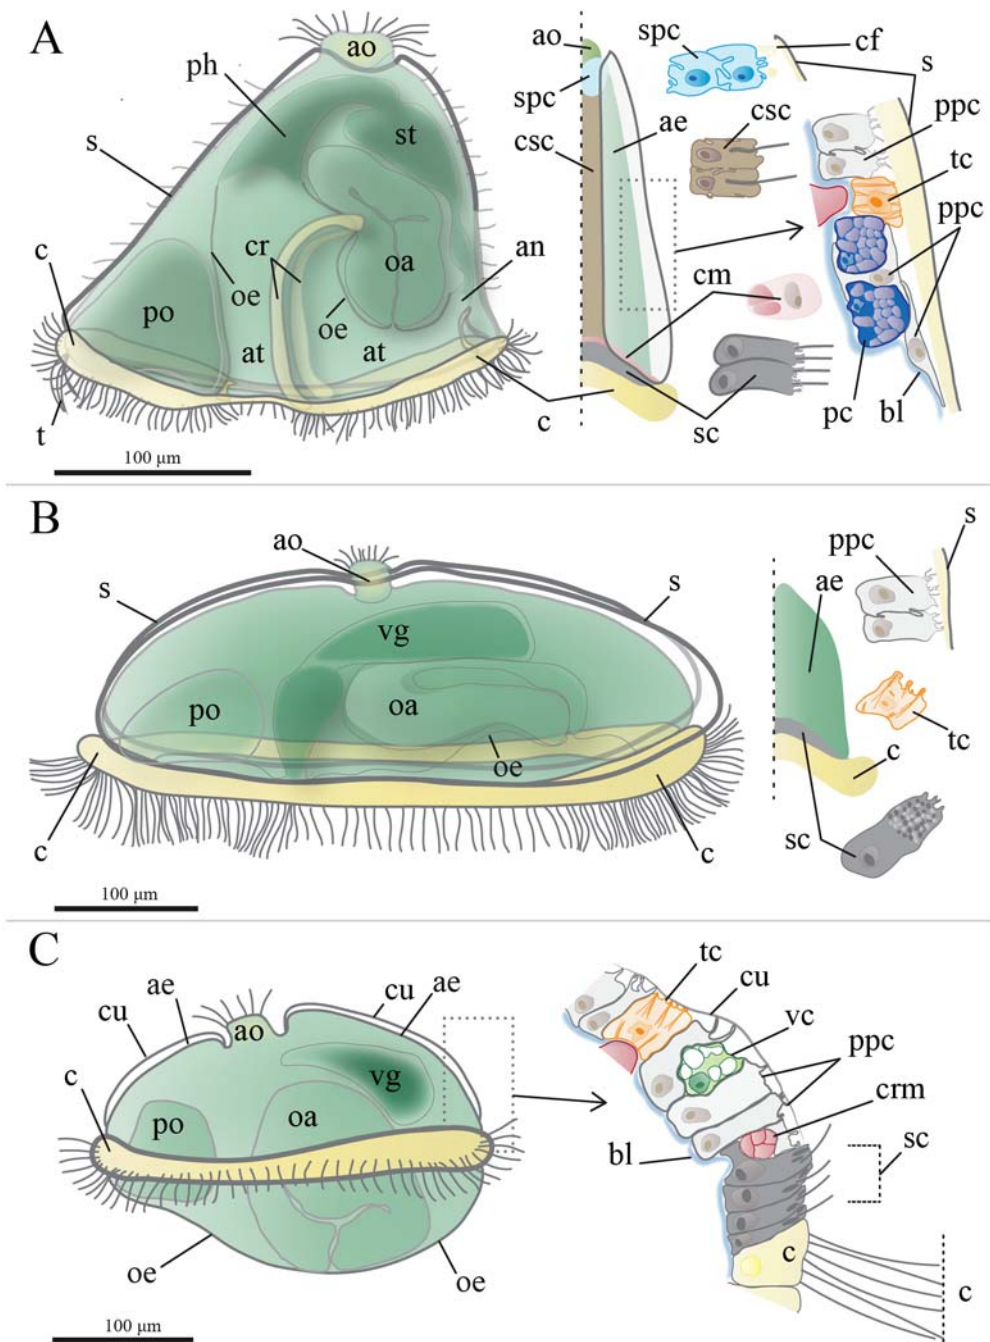 A
ao
ph
s
st
c
cr
oe
oa
an
po
oe
at
at
t
c
100 µm
ao
spc
csc
ae
spc
cf
s
csc
ppc
tc
ppc
cm
sc
pc
bl
B
ao
s
s
vg
po
oa
oe
c
c
100 µm
ppc
s
ae
tc
c
sc
C
cu
ae
ao
cu
ae
vg
c
po
oa
oe
oe
100 µm
tc
cu
vc
ppc
crm
sc
bl
c
c